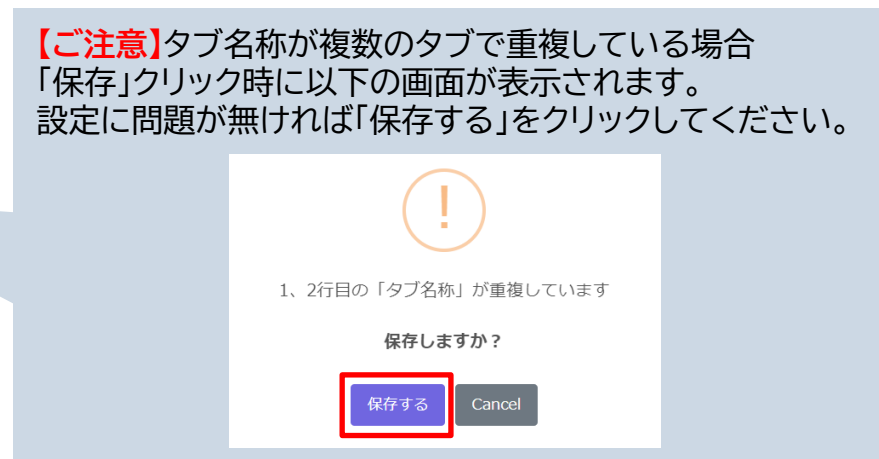 【ご注意】タブ名称が複数のタブで重複している場合
「保存」クリック時に以下の画面が表示されます。
設定に問題が無ければ「保存する」をクリックしてください。
!
1、2行目の「タブ名称」が重複しています
保存しますか？
保存する Cancel